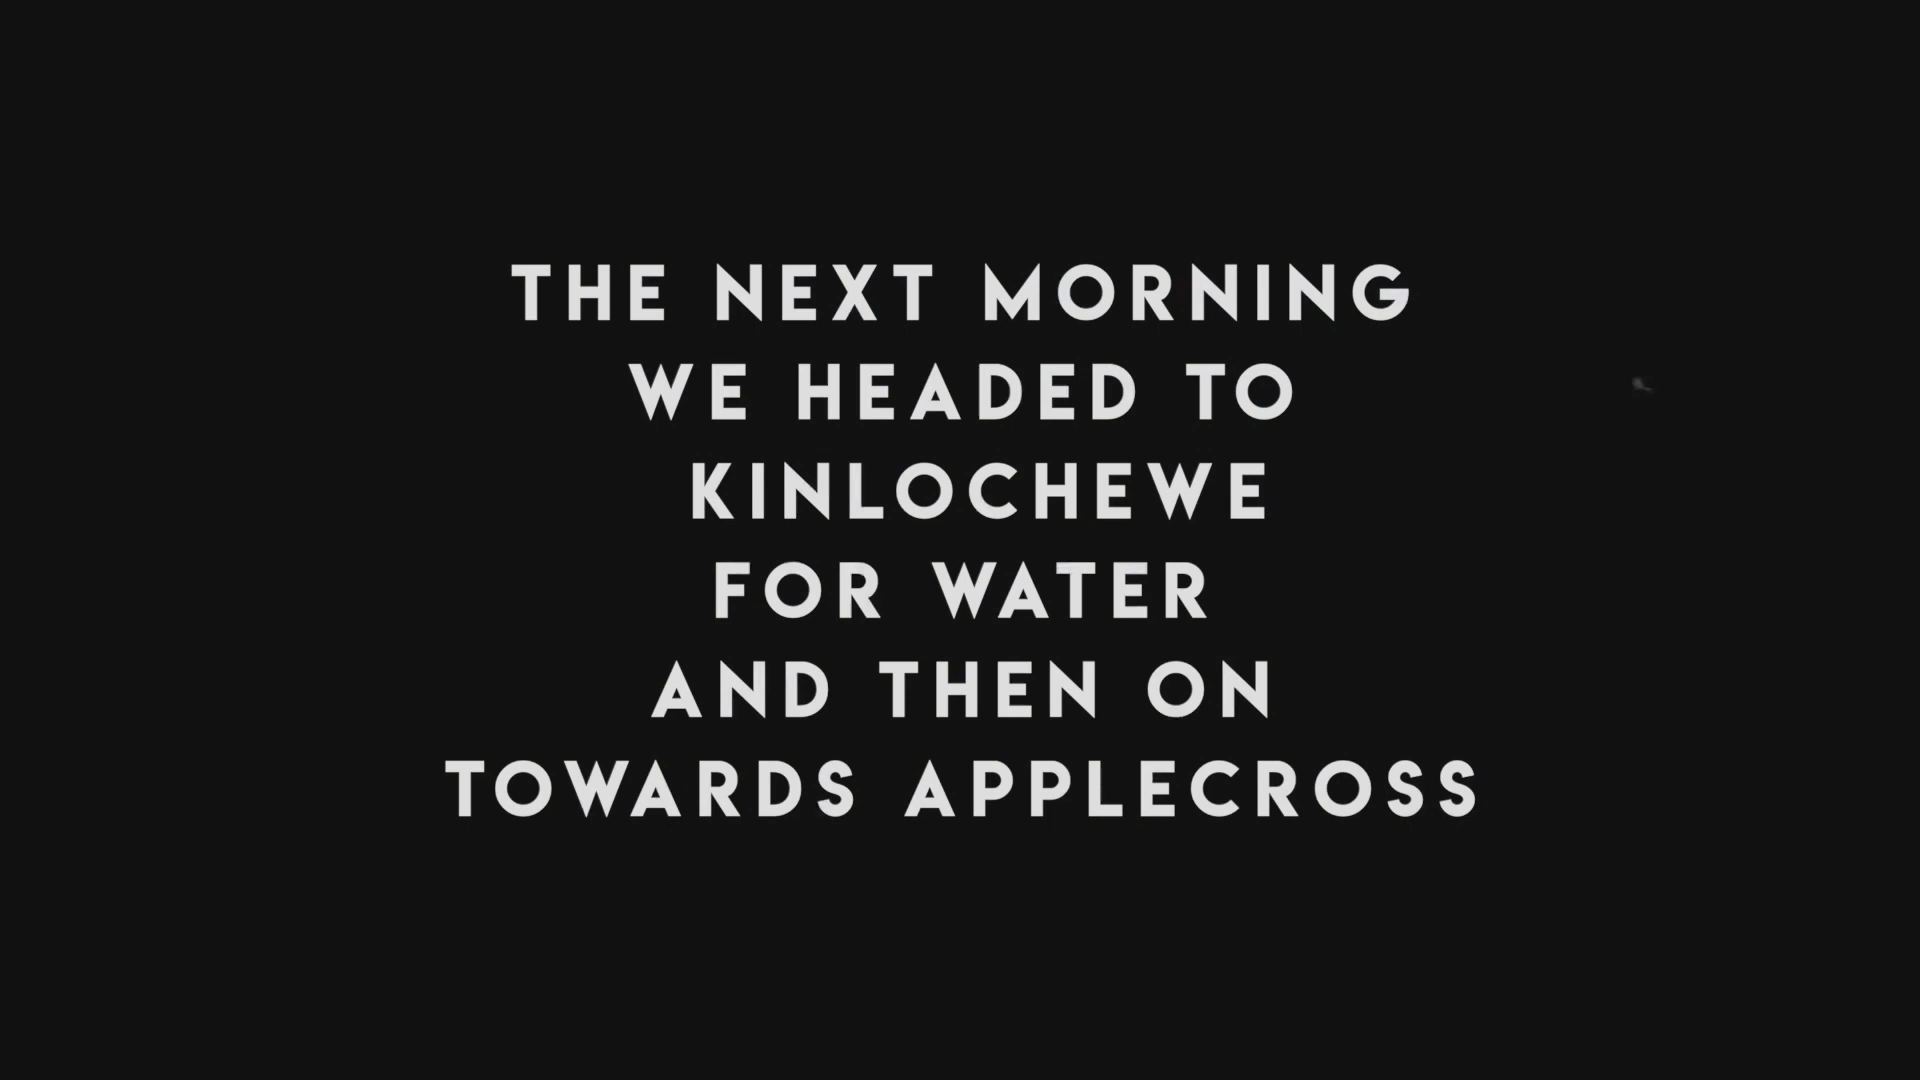 THE NEXT MORNING
WE HEADED TO
KINLOCHEWE
FOR WATER
AND THEN ON
TOWARDS APPLECROSS